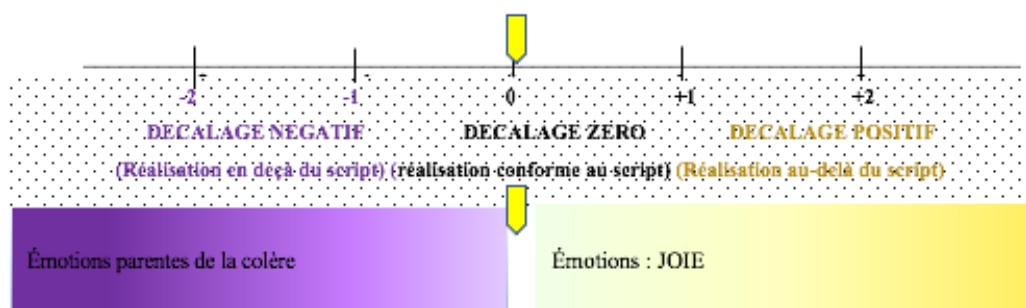 -2 -1 0 +1 +2
DECALAGE NEGATIF DECALAGE ZERO DECALAGE POSITIF
(Réalisation en deçà du script) (réalisation conforme au script) (Réalisation au-delà du script)
Émotions parentes de la colère Émotions : JOIE